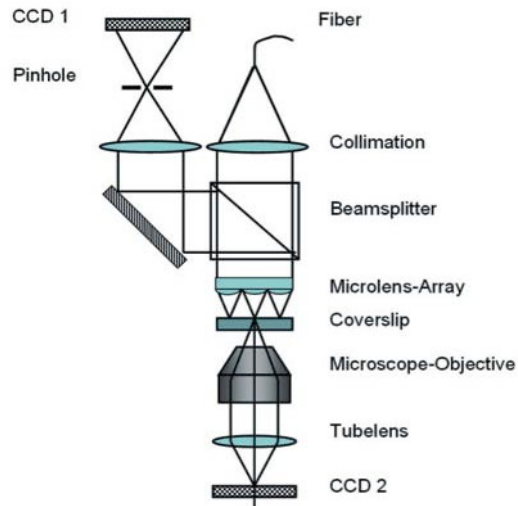 CCD 1
Fiber
Pinhole
Collimation
Beamsplitter
Microlens-Array
Coverslip
Microscope-Objective
Tubelens
CCD 2